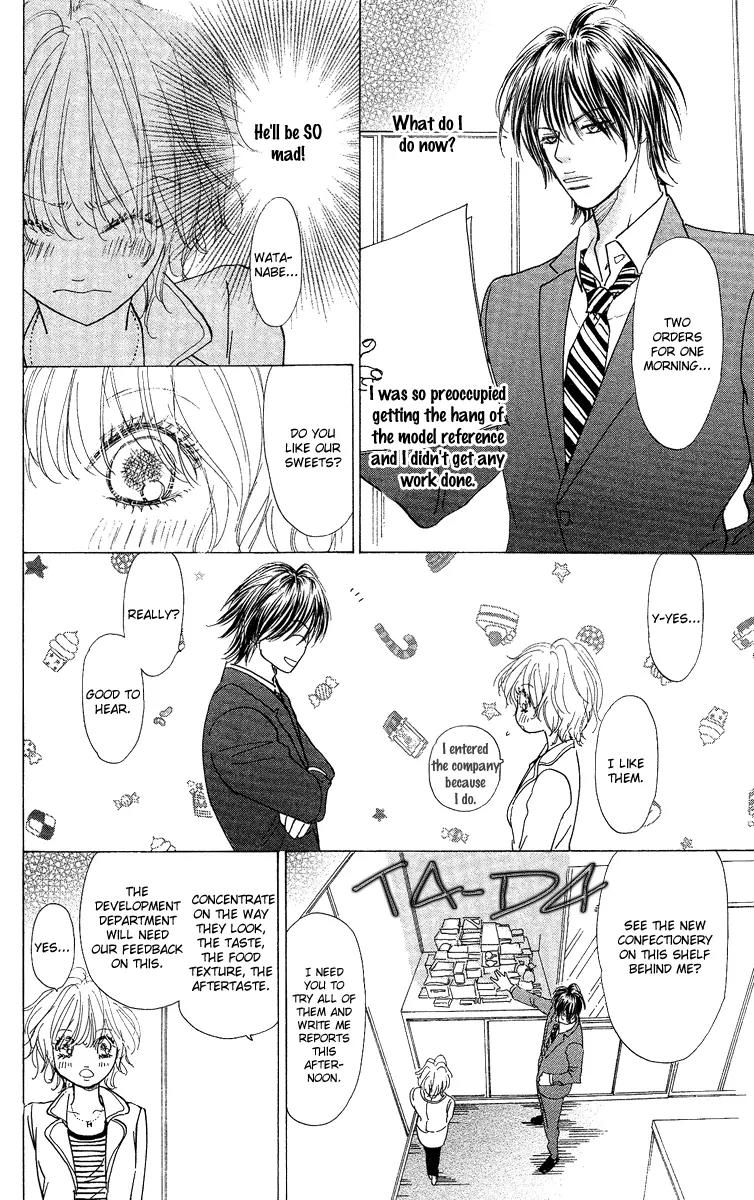 What do I
do now?
TWO
ORDERS
FOR ONE
MORNING...
I was so preoccupied
getting the hang of
the model reference
and I didn't get any
work done.
He'll be SO
mad!
WATA-
NABE...
DO YOU
LIKE OUR
SWEETS?
Y-YES...
I LIKE
THEM.
I entered
the company
because
I do.
REALLY?
GOOD TO
HEAR.
SEE THE NEW
CONFECTIONERY
ON THIS SHELF
BEHIND ME?
TA-DA
I NEED
YOU TO
TRY ALL OF
THEM AND
WRITE ME
REPORTS
THIS
AFTER-
NOON.
CONCENTRATE
ON THE WAY
THEY LOOK,
THE TASTE,
THE FOOD
TEXTURE, THE
AFTERTASTE.
THE
DEVELOPMENT
DEPARTMENT
WILL NEED
OUR FEEDBACK
ON THIS.
YES...